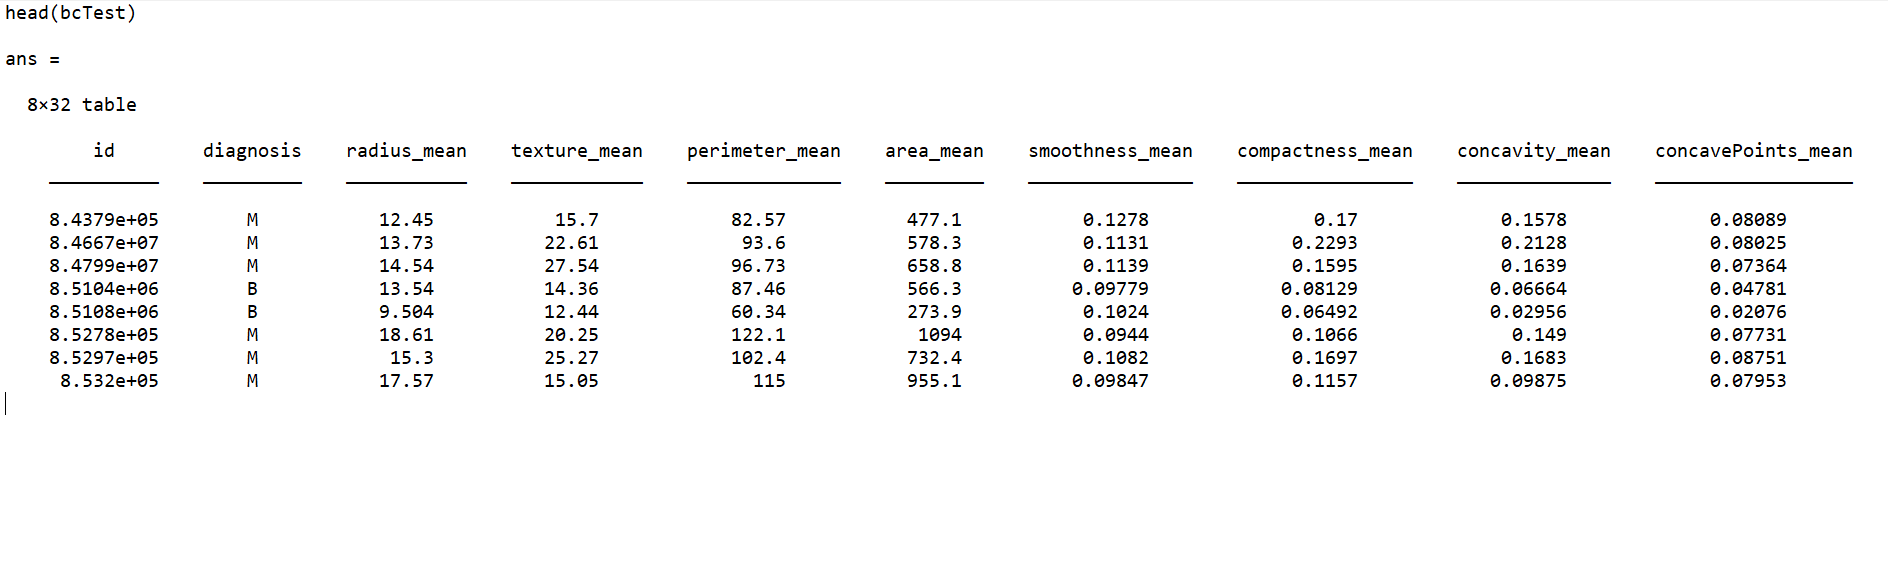 head(bcTest)
ans =
8×32 table
id diagnosis radius_mean texture_mean perimeter_mean area_mean smoothness_mean compactness_mean concavity_mean concavePoints_mean
8.4379e+05 M 12.45 15.7 82.57 477.1 0.1278 0.17 0.1578 0.08089
8.4667e+07 M 13.73 22.61 93.6 578.3 0.1131 0.2293 0.2128 0.08025
8.4799e+07 M 14.54 27.54 96.73 658.8 0.1139 0.1595 0.1639 0.07364
8.5104e+06 B 13.54 14.36 87.46 566.3 0.09779 0.08129 0.06664 0.04781
8.5108e+06 B 9.504 12.44 60.34 273.9 0.1024 0.06492 0.02956 0.02076
8.5278e+05 M 18.61 20.25 122.1 1094 0.0944 0.1066 0.149 0.07731
8.5297e+05 M 15.3 25.27 102.4 732.4 0.1082 0.1697 0.1683 0.08751
8.532e+05 M 17.57 15.05 115 955.1 0.09847 0.1157 0.09875 0.07953